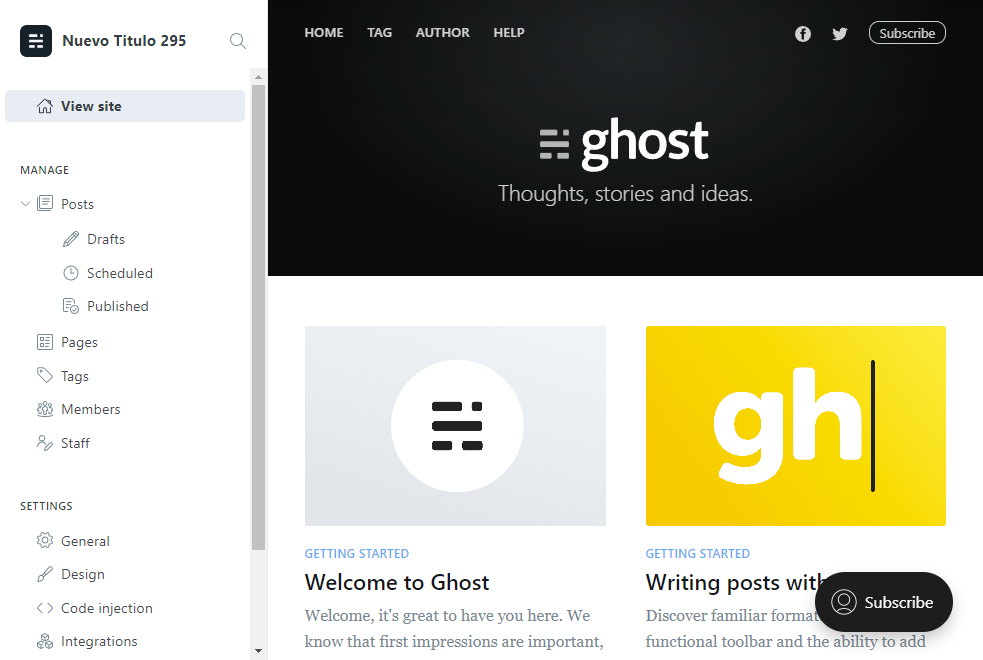 Nuevo Titulo 295
View site
MANAGE
Posts
Drafts
Scheduled
Published
Pages
Tags
Members
Staff
SETTINGS
General
Design
Code injection
Integrations
HOME TAG AUTHOR HELP
Subscribe
ghost
Thoughts, stories and ideas.
GETTING STARTED
Welcome to Ghost
Welcome, it's great to have you here. We
know that first impressions are important,
gh
GETTING STARTED
Writing posts with
Discover familiar
functional toolbar and the ability to add
Subscribe